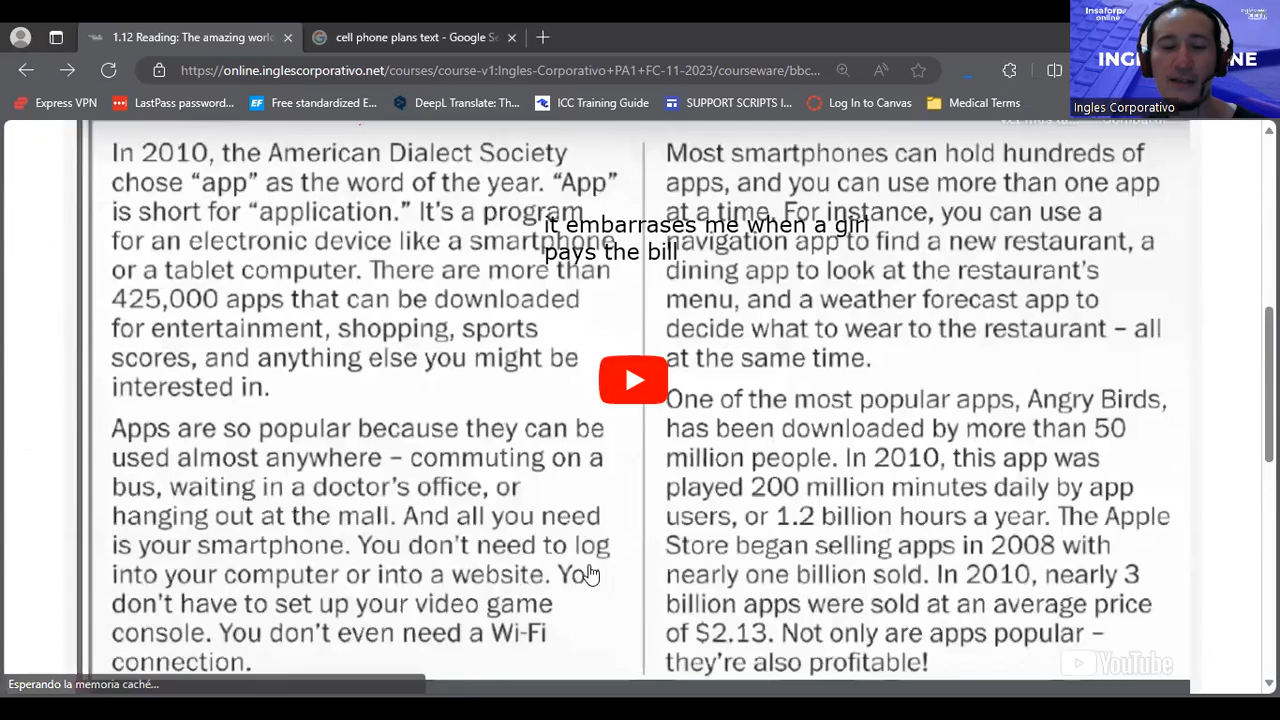 1.12 Reading: The amazing worl
cell phone plans text - Google Se
https://online.inglescorporativo.net/courses/course-v1:Ingles-Corporativo+PA1+FC-11-2023/courseware/bbc...
Express VPN
LastPass password...
Free standardized E...
DeepL Translate: Th...
ICC Training Guide
SUPPORT SCRIPTS I...
Log In to Canvas
Medical Terms
Insaforp
online
Ingles Corporativo
In 2010, the American Dialect Society
chose “app” as the word of the year. “App”
is short for “application.” It’s a program
for an electronic device like a smartphone
or a tablet computer. There are more than
425,000 apps that can be downloaded
for entertainment, shopping, sports
scores, and anything else you might be
interested in.
Apps are so popular because they can be
used almost anywhere – commuting on a
bus, waiting in a doctor’s office, or
hanging out at the mall. And all you need
is your smartphone. You don’t need to log
into your computer or into a website. You
don’t have to set up your video game
console. You don’t even need a Wi-Fi
connection.
it embarrases me when a girl
pays the bill
Most smartphones can hold hundreds of
apps, and you can use more than one app
at a time. For instance, you can use a
navigation app to find a new restaurant, a
dining app to look at the restaurant’s
menu, and a weather forecast app to
decide what to wear to the restaurant – all
at the same time.
One of the most popular apps, Angry Birds,
has been downloaded by more than 50
million people. In 2010, this app was
played 200 million minutes daily by app
users, or 1.2 billion hours a year. The Apple
Store began selling apps in 2008 with
nearly one billion sold. In 2010, nearly 3
billion apps were sold at an average price
of $2.13. Not only are apps popular –
they’re also profitable!
YouTube
Esperando la memoria caché...